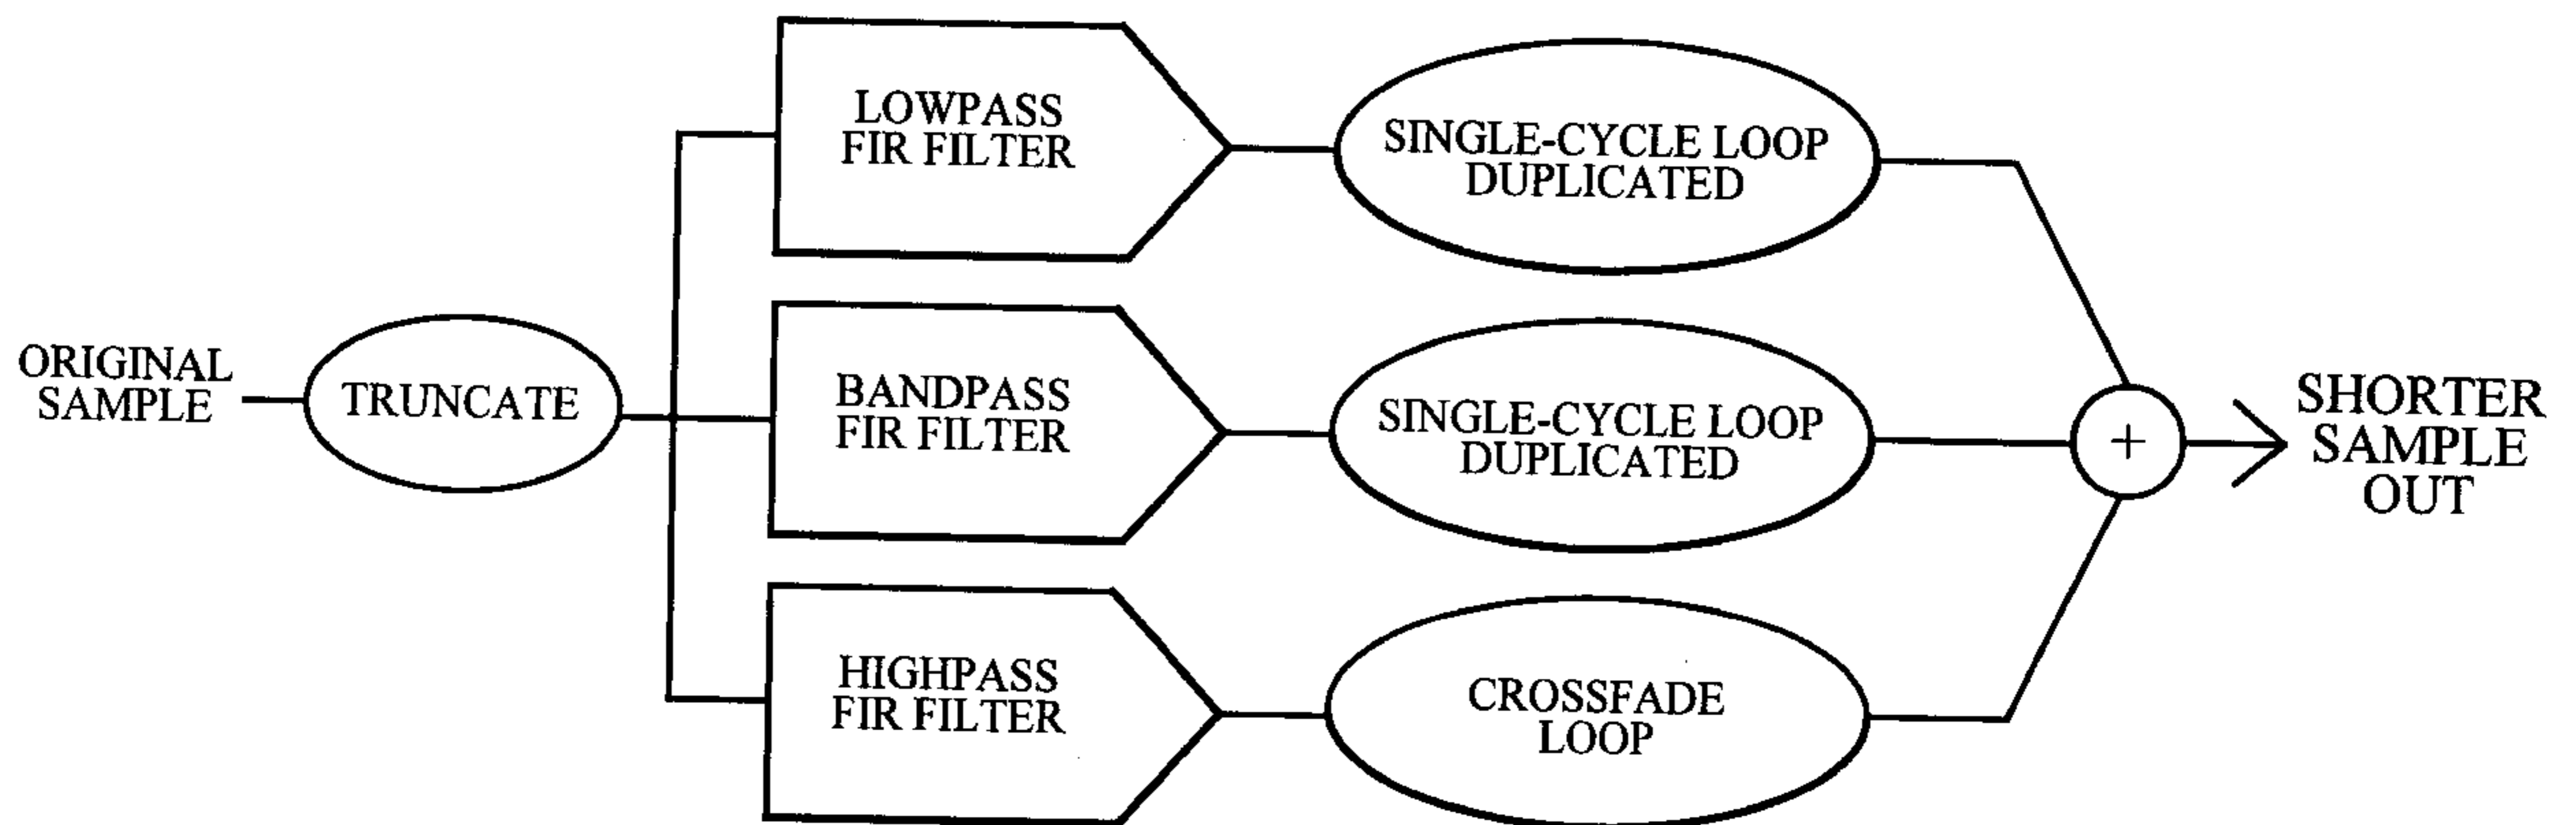 ORIGINAL
SAMPLE
TRUNCATE
LOWPASS
FIR FILTER
SINGLE-CYCLE LOOP
DUPLICATED
BANDPASS
FIR FILTER
SINGLE-CYCLE LOOP
DUPLICATED
HIGHPASS
FIR FILTER
CROSSFADE
LOOP
+
SHORTER
SAMPLE
OUT